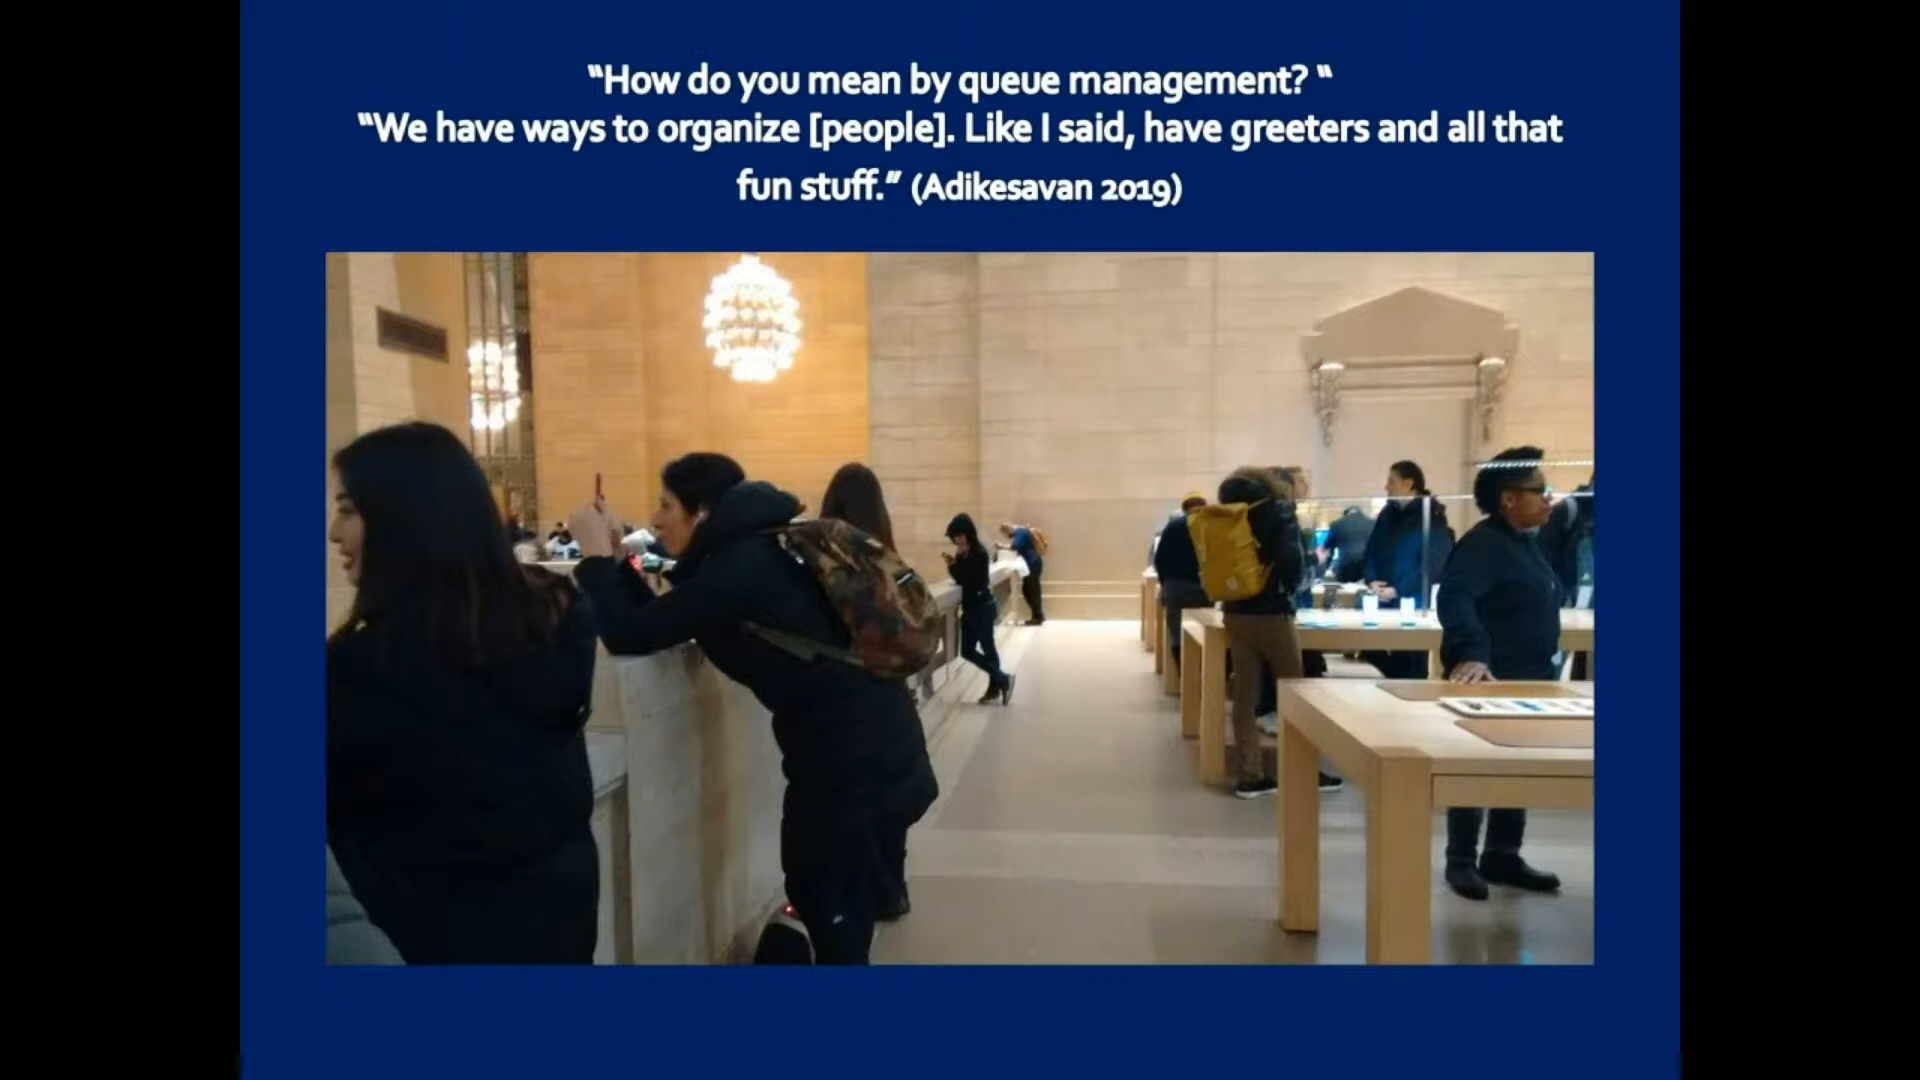 “How do you mean by queue management? “
“We have ways to organize [people]. Like I said, have greeters and all that
fun stuff.” (Adikesavan 2019)